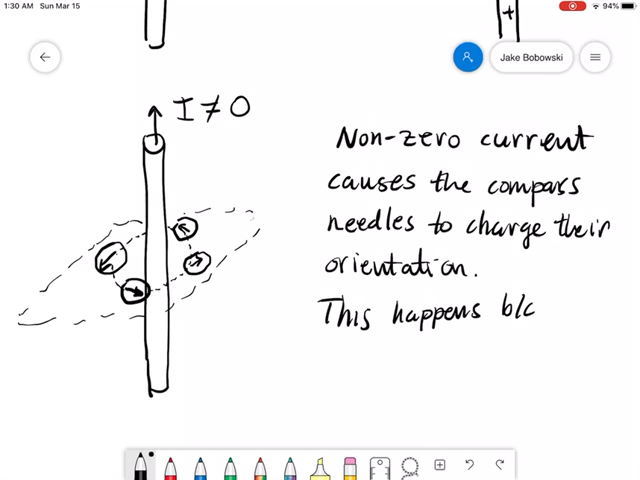 1:30 AM Sun Mar 15
94%
+
Jake Bobowski
I ≠ 0
Non-zero current
causes the compass
needles to change their
orientation.
This happens b/c